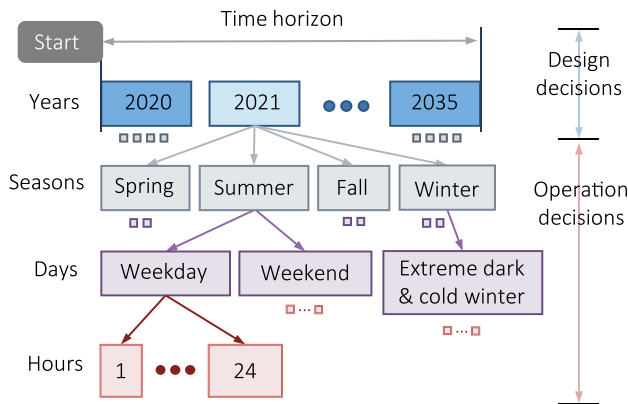 Start
Time horizon
Design
decisions
Years
2020
2021
2035
Seasons
Spring
Summer
Fall
Winter
Operation
decisions
Days
Weekday
Weekend
Extreme dark
& cold winter
Hours
1
24